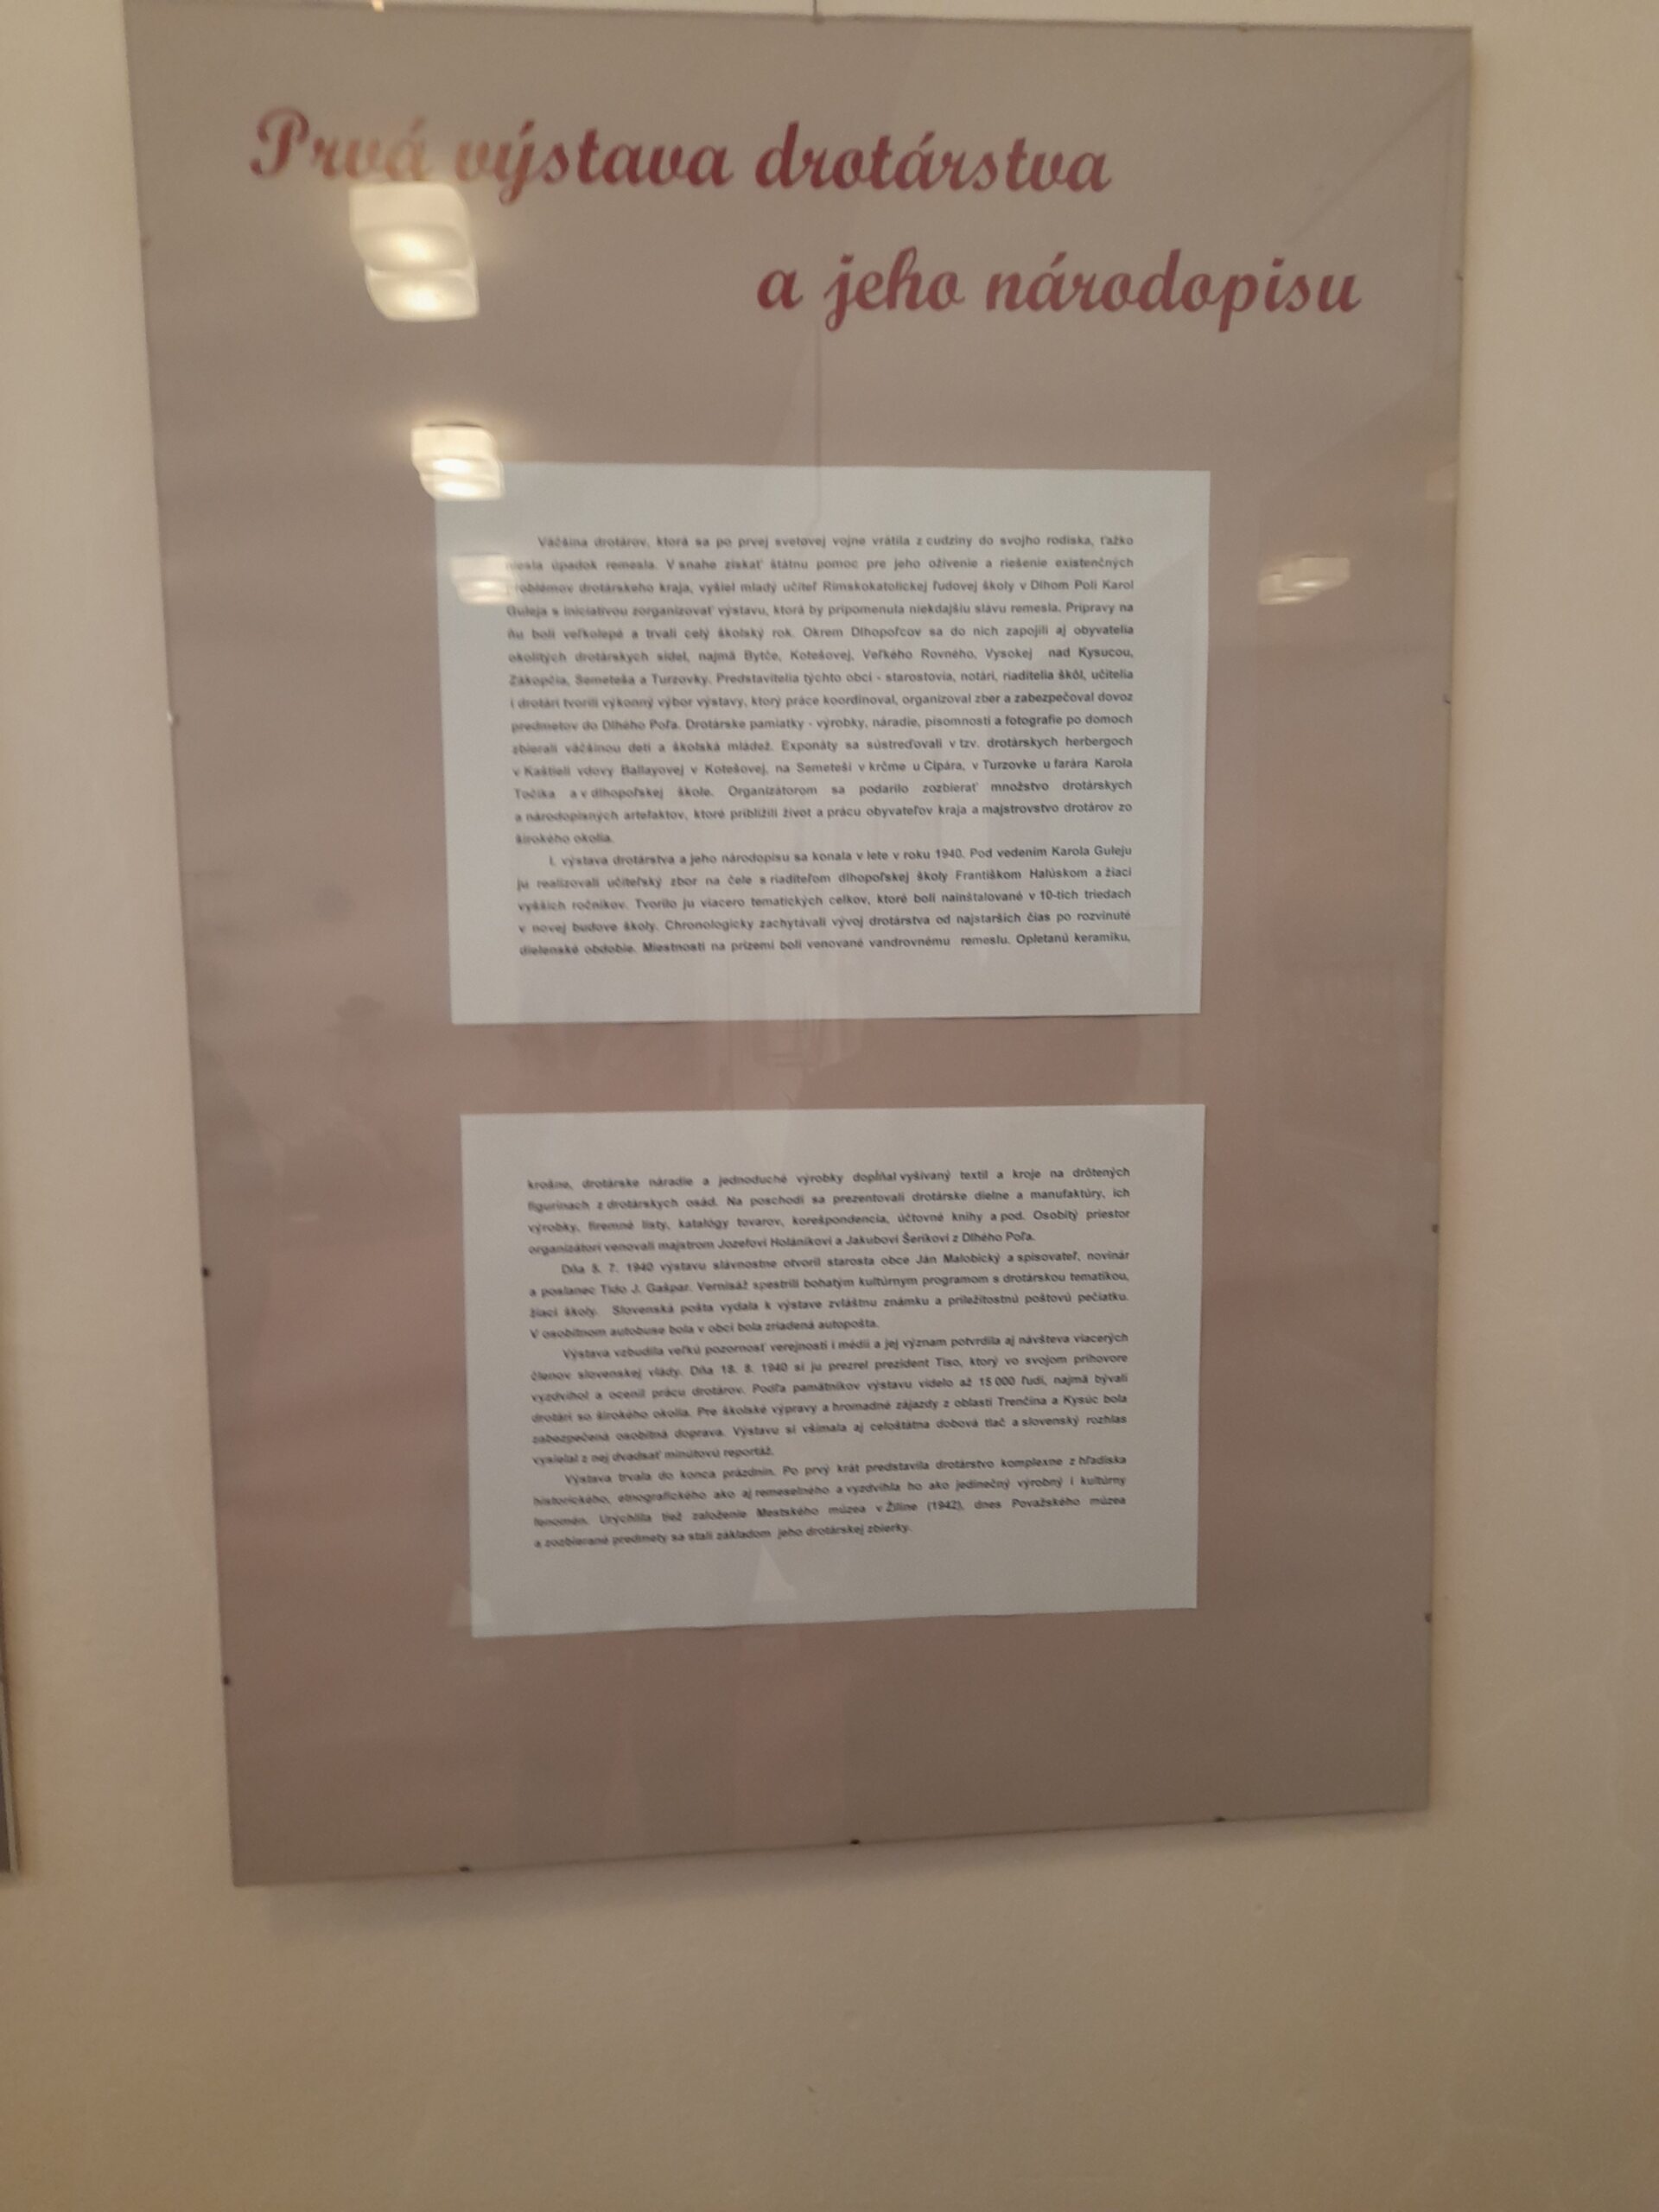 Prvá výstava drotárstva
a jeho národopisu
Väčšina drotárov, ktorá sa po prvej svetovej vojne vrátila z cudziny do svojho rodiska, ťažko
niesla úpadok remesla. V snahe získať štátnu pomoc pre jeho oživenie a riešenie existenčných
problémov drotárskeho kraja, vyšiel mladý učiteľ Rímskokatolíckej ľudovej školy v Dlhom Poli Karol
Guleja s iniciatívou zorganizovať výstavu, ktorá by pripomenula niekdajšiu slávu remesla. Prípravy na
ňu boli veľkolepé a trvali celý školský rok. Okrem Dlhopoľcov sa do nich zapojili aj obyvatelia
okolitých drotárskych sídel, najmä Bytče, Kotešovej, Veľkého Rovného, Vysokej nad Kysucou,
Zákopčia, Semeteša a Turzovky. Predstavitelia týchto obcí - starostovia, notári, riaditelia škôl, učitelia
i drotári tvorili výkonný výbor výstavy, ktorý práce koordinoval, organizoval zber a zabezpečoval dovoz
predmetov do Dlhého Poľa. Drotárske pamiatky - výrobky, náradie, písomnosti a fotografie po domoch
zbierali väčšinou deti a školská mládež. Exponáty sa sústreďovali v tzv. drotárskych herbergoch
v Kaštieli vdovy Ballayovej v Kotešovej, na Semeteši v krčme u Cipára, v Turzovke u farára Karola
Točíka a v dlhopoľskej škole. Organizátorom sa podarilo zozbierať množstvo drotárskych
a národopisných artefaktov, ktoré priblížili život a prácu obyvateľov kraja a majstrovstvo drotárov zo
širokého okolia.
I. výstava drotárstva a jeho národopisu sa konala v lete v roku 1940. Pod vedením Karola Guleju
ju realizovali učiteľský zbor na čele s riaditeľom dlhopoľskej školy Františkom Halúskom a žiaci
vyšších ročníkov. Tvorilo ju viacero tematických celkov, ktoré boli nainštalované v 10-tich triedach
v novej budove školy. Chronologicky zachytávali vývoj drotárstva od najstarších čias po rozvinuté
dielenské obdobie. Miestnosti na prízemí boli venované vandrovnému remeslu. Opletanú keramiku,
krošne, drotárske náradie a jednoduché výrobky dopĺňal vyšívaný textil a kroje na drôtených
figurínach z drotárskych osád. Na poschodí sa prezentovali drotárske dielne a manufaktúry, ich
výrobky, firemné listy, katalógy tovarov, korešpondencia, účtovné knihy a pod. Osobitý priestor
organizátori venovali majstrom Jozefovi Holánikovi a Jakubovi Šeríkovi z Dlhého Poľa.
Dňa 5. 7. 1940 výstavu slávnostne otvoril starosta obce Ján Malobický a spisovateľ, novinár
a poslanec Tido J. Gašpar. Vernisáž spestrili bohatým kultúrnym programom s drotárskou tematikou,
žiaci školy. Slovenská pošta vydala k výstave zvláštnu známku a príležitostnú poštovú pečiatku.
V osobitnom autobuse bola v obci bola zriadená autopošta.
Výstava vzbudila veľkú pozornosť verejnosti i médií a jej význam potvrdila aj návšteva viacerých
členov slovenskej vlády. Dňa 18. 8. 1940 si ju prezrel prezident Tiso, ktorý vo svojom príhovore
vyzdvihol a ocenil prácu drotárov. Podľa pamätníkov výstavu videlo až 15 000 ľudí, najmä bývalí
drotári so širokého okolia. Pre školské výpravy a hromadné zájazdy z oblastí Trenčína a Kysúc bola
zabezpečená osobitná doprava. Výstavu si všímala aj celoštátna dobová tlač a slovenský rozhlas
vysielal z nej dvadsať minútovú reportáž.
Výstava trvala do konca prázdnin. Po prvý krát predstavila drotárstvo komplexne z hľadiska
historického, etnografického ako aj remeselného a vyzdvihla ho ako jedinečný výrobný i kultúrny
fenomén. Urýchlila tiež založenie Mestského múzea v Žiline (1942), dnes Považského múzea
a zozbierané predmety sa stali základom jeho drotárskej zbierky.